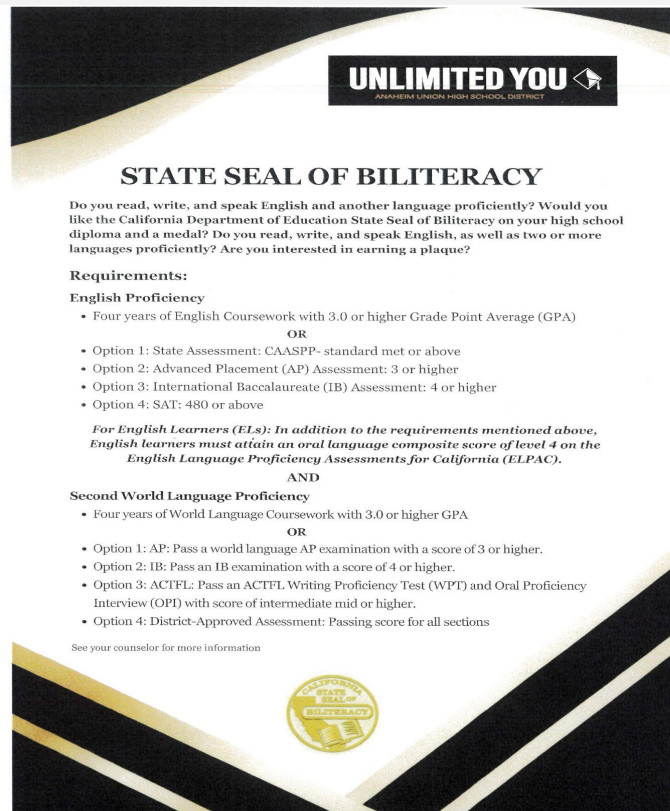 UNLIMITED YOU
ANAHEIM UNION HIGH SCHOOL DISTRICT
STATE SEAL OF BILITERACY
Do you read, write, and speak English and another language proficiently? Would you
like the California Department of Education State Seal of Biliteracy on your high school
diploma and a medal? Do you read, write, and speak English, as well as two or more
languages proficiently? Are you interested in earning a plaque?
Requirements:
English Proficiency
• Four years of English Coursework with 3.0 or higher Grade Point Average (GPA)
OR
• Option 1: State Assessment: CAASPP- standard met or above
• Option 2: Advanced Placement (AP) Assessment: 3 or higher
• Option 3: International Baccalaureate (IB) Assessment: 4 or higher
• Option 4: SAT: 480 or above
For English Learners (ELs): In addition to the requirements mentioned above,
English learners must attain an oral language composite score of level 4 on the
English Language Proficiency Assessments for California (ELPAC).
AND
Second World Language Proficiency
• Four years of World Language Coursework with 3.0 or higher GPA
OR
• Option 1: AP: Pass a world language AP examination with a score of 3 or higher.
• Option 2: IB: Pass an IB examination with a score of 4 or higher.
• Option 3: ACTFL: Pass an ACTFL Writing Proficiency Test (WPT) and Oral Proficiency
Interview (OPI) with score of intermediate mid or higher.
• Option 4: District-Approved Assessment: Passing score for all sections
See your counselor for more information
CALIFORNIA
STATE
SEAL OF
BILITERACY